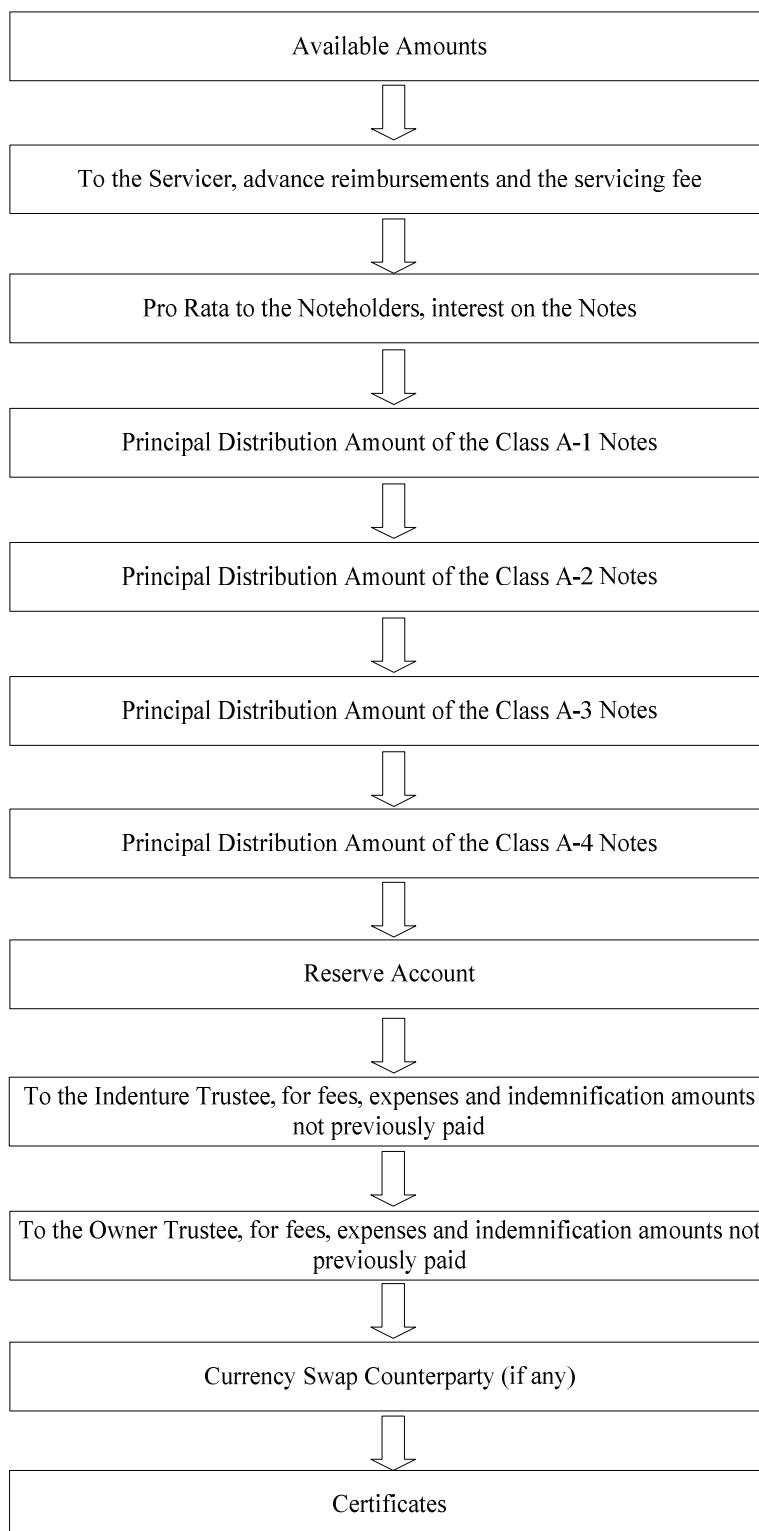 Available Amounts
To the Servicer, advance reimbursements and the servicing fee
Pro Rata to the Noteholders, interest on the Notes
Principal Distribution Amount of the Class A-1 Notes
Principal Distribution Amount of the Class A-2 Notes
Principal Distribution Amount of the Class A-3 Notes
Principal Distribution Amount of the Class A-4 Notes
Reserve Account
To the Indenture Trustee, for fees, expenses and indemnification amounts
not previously paid
To the Owner Trustee, for fees, expenses and indemnification amounts not
previously paid
Currency Swap Counterparty (if any)
Certificates